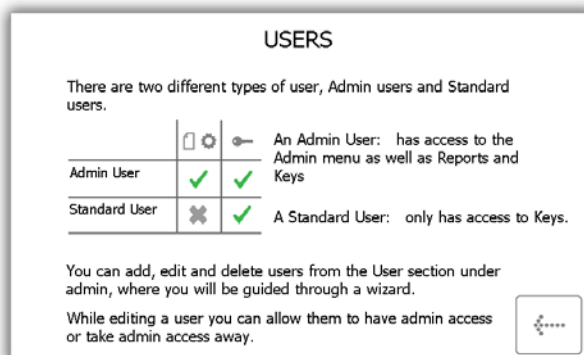 USERS
There are two different types of user, Admin users and Standard
users.
An Admin User: has access to the
Admin menu as well as Reports and
Keys
Admin User
Standard User
A Standard User: only has access to Keys.
You can add, edit and delete users from the User section under
admin, where you will be guided through a wizard.
While editing a user you can allow them to have admin access
or take admin access away.